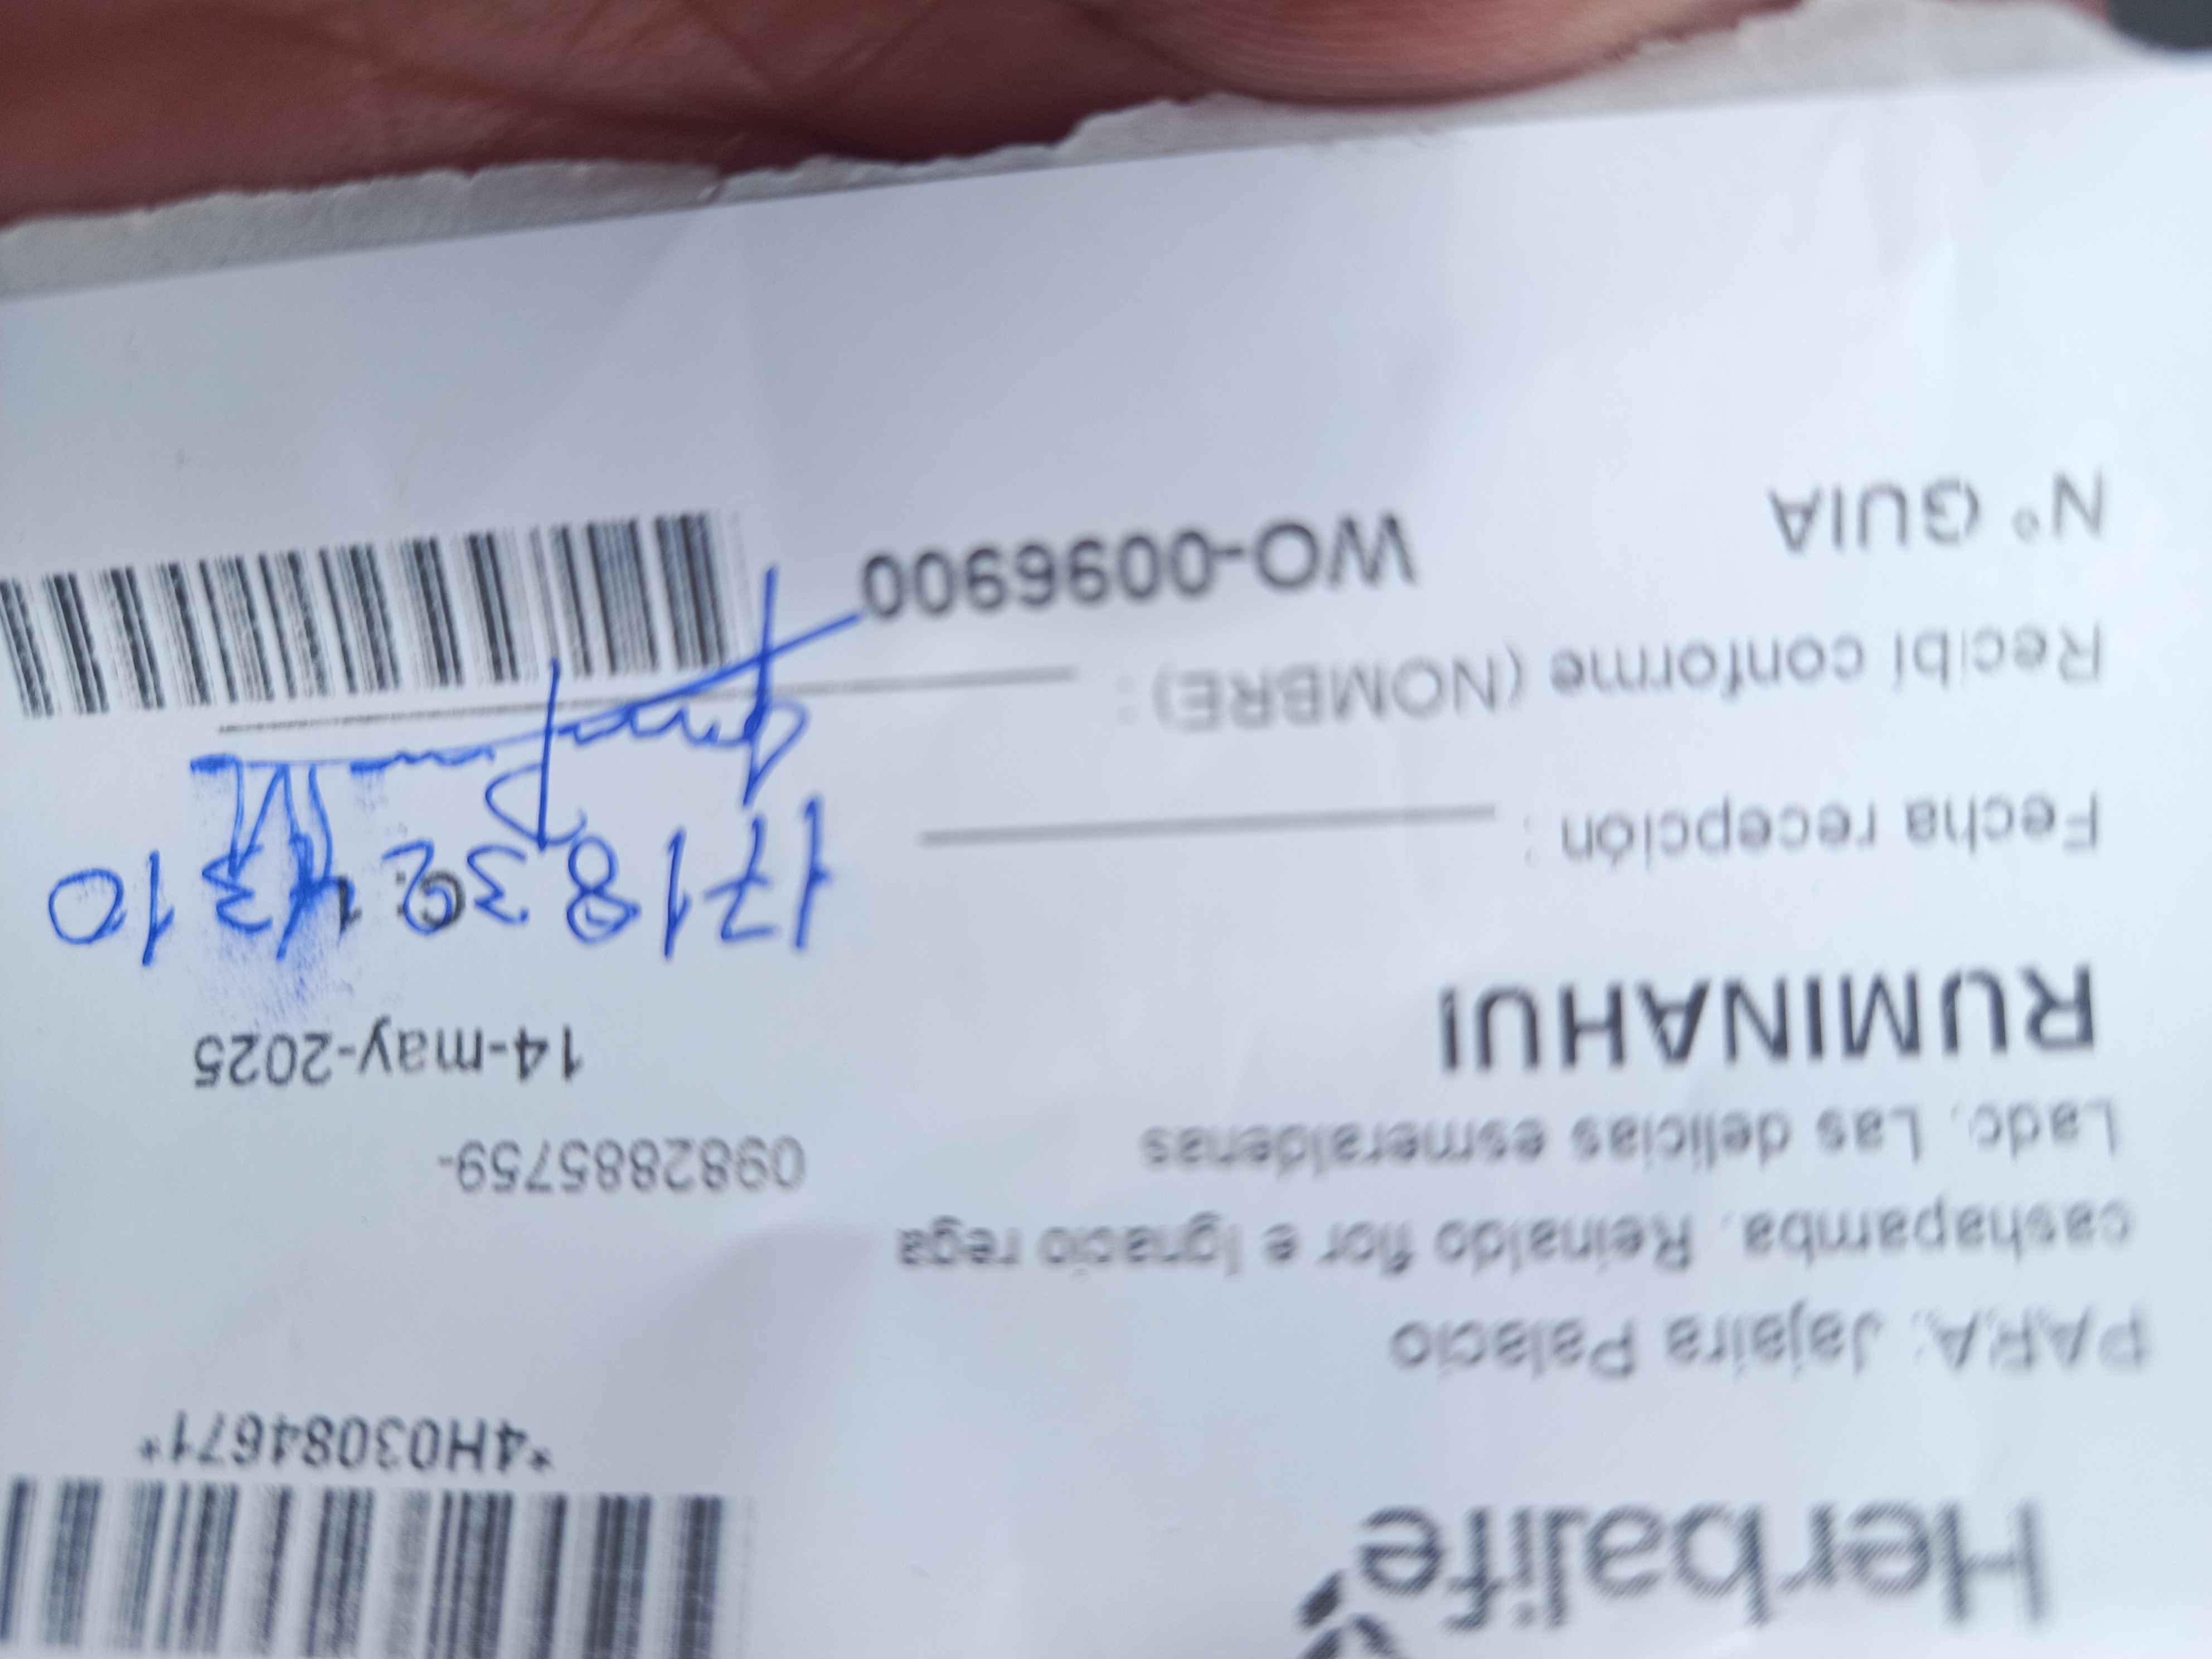 Herbalife
*4H03084671*
PARA: Jajaira Palacio
cashapamba. Reinaldo flor e Ignacio rega
Lado. Las delicias esmeraldenas
0982885759-
RUMINAHUI
14-may-2025
Fecha recepción :
Recibí conforme (NOMBRE) :
N° GUIA
WO-0096900